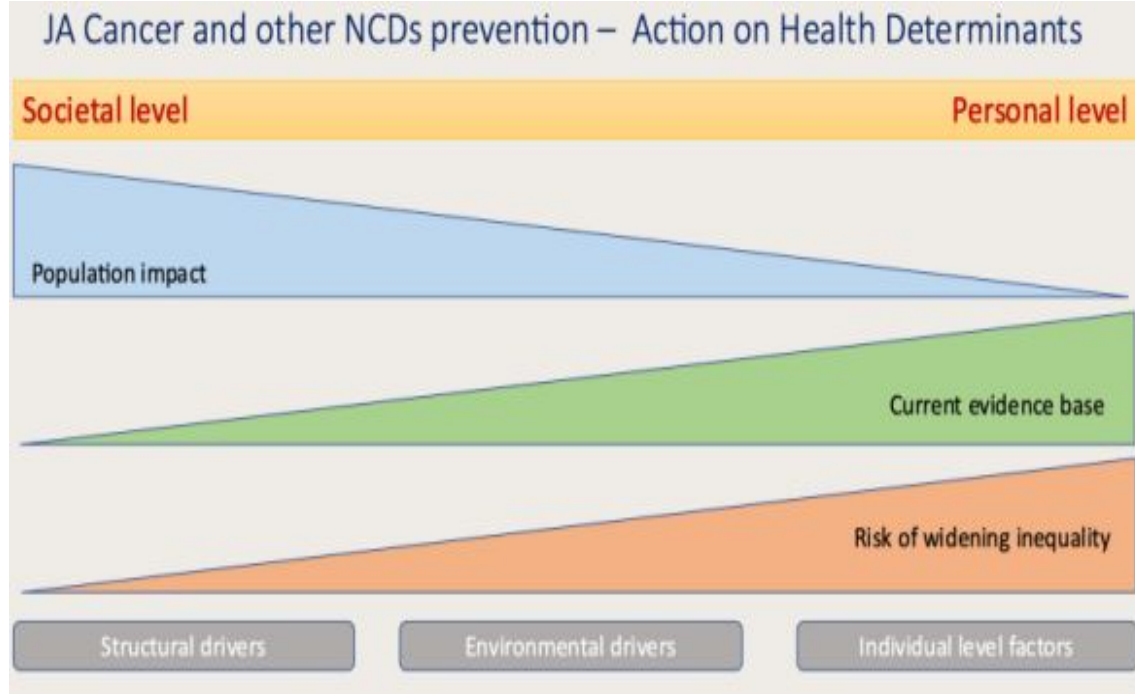 JA Cancer and other NCDs prevention – Action on Health Determinants
Societal level
Personal level
Population impact
Current evidence base
Risk of widening inequality
Structural drivers
Environmental drivers
Individual level factors